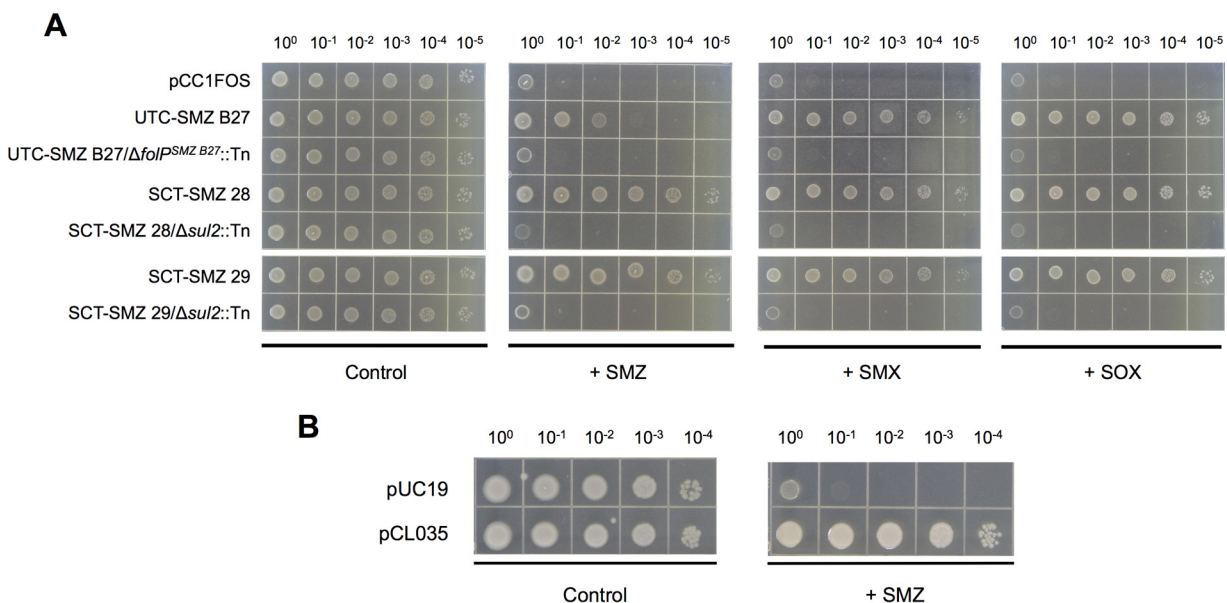 A
10⁰ 10⁻¹ 10⁻² 10⁻³ 10⁻⁴ 10⁻⁵ 10⁰ 10⁻¹ 10⁻² 10⁻³ 10⁻⁴ 10⁻⁵ 10⁰ 10⁻¹ 10⁻² 10⁻³ 10⁻⁴ 10⁻⁵ 10⁰ 10⁻¹ 10⁻² 10⁻³ 10⁻⁴ 10⁻⁵
pCC1FOS
UTC-SMZ B27
UTC-SMZ B27/ΔfolP^SMZ B27::Tn
SCT-SMZ 28
SCT-SMZ 28/Δsul2::Tn
SCT-SMZ 29
SCT-SMZ 29/Δsul2::Tn
Control + SMZ + SMX + SOX
B
10⁰ 10⁻¹ 10⁻² 10⁻³ 10⁻⁴ 10⁰ 10⁻¹ 10⁻² 10⁻³ 10⁻⁴
pUC19
pCL035
Control + SMZ